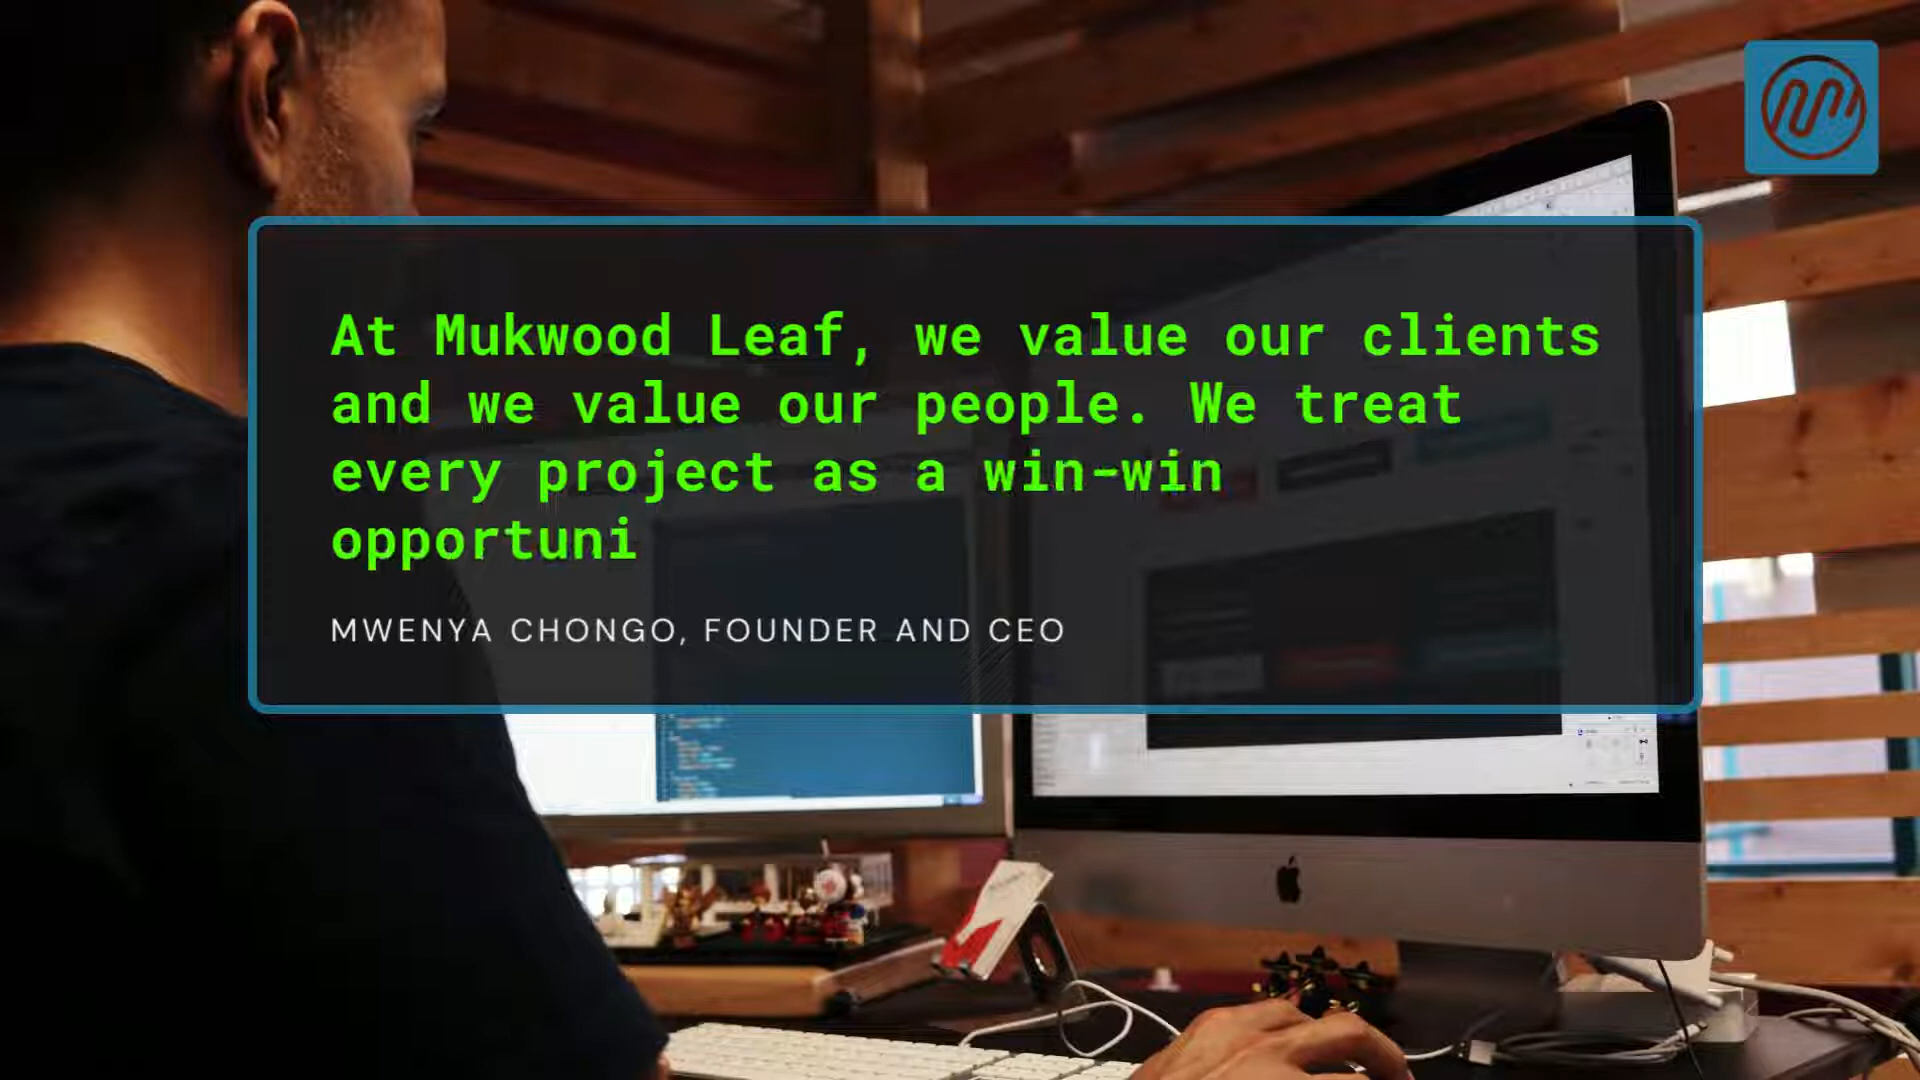 At Mukwood Leaf, we value our clients
and we value our people. We treat
every project as a win-win
opportuni
MWENYA CHONGO, FOUNDER AND CEO